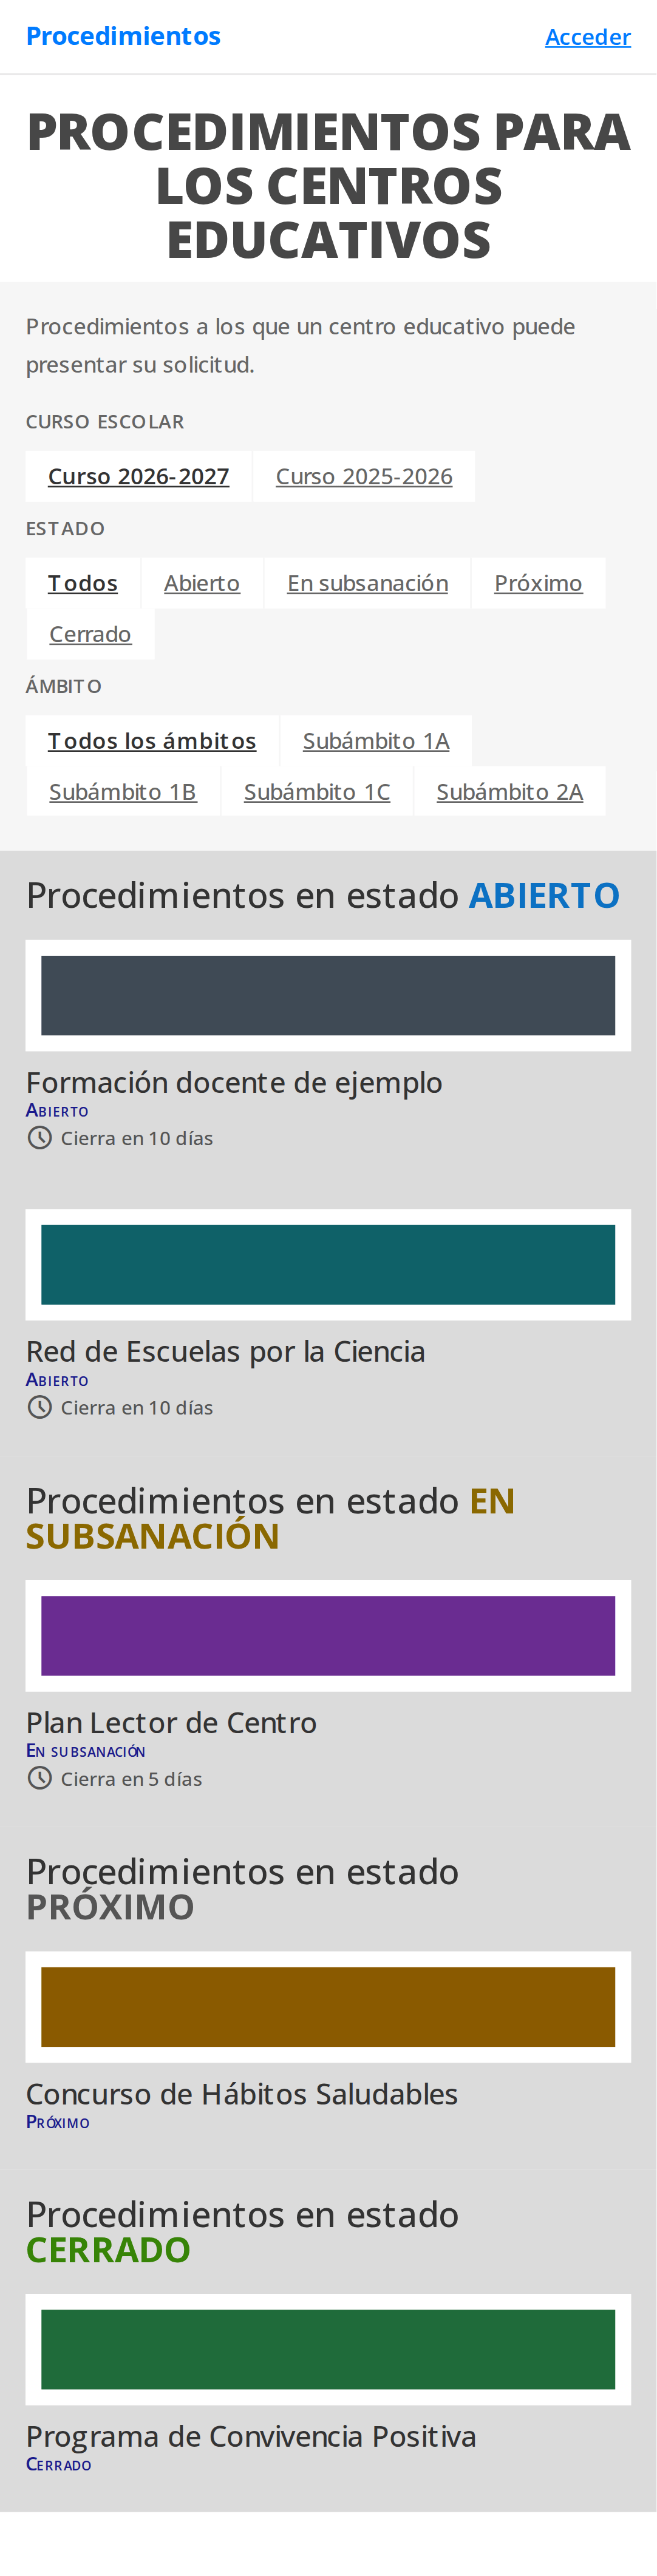 Procedimientos
Acceder
PROCEDIMIENTOS PARA
LOS CENTROS
EDUCATIVOS
Procedimientos a los que un centro educativo puede
presentar su solicitud.
CURSO ESCOLAR
Curso 2026-2027
Curso 2025-2026
ESTADO
Todos
Abierto
En subsanación
Próximo
Cerrado
ÁMBITO
Todos los ámbitos
Subámbito 1A
Subámbito 1B
Subámbito 1C
Subámbito 2A
Procedimientos en estado ABIERTO
Formación docente de ejemplo
Abierto
Cierra en 10 días
Red de Escuelas por la Ciencia
Abierto
Cierra en 10 días
Procedimientos en estado EN
SUBSANACIÓN
Plan Lector de Centro
En subsanación
Cierra en 5 días
Procedimientos en estado
PRÓXIMO
Concurso de Hábitos Saludables
Próximo
Procedimientos en estado
CERRADO
Programa de Convivencia Positiva
Cerrado